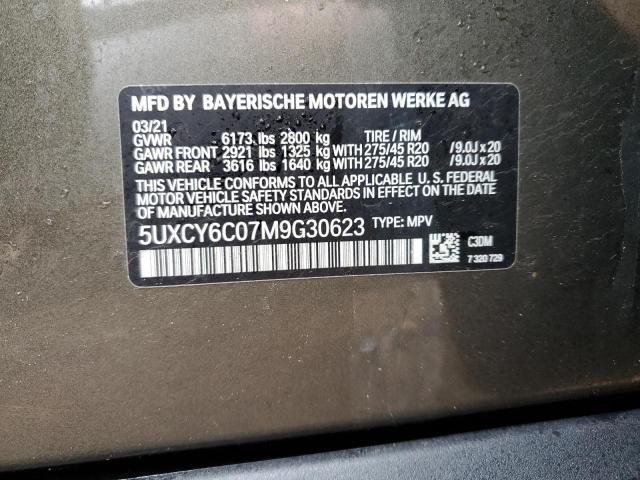 MFD BY BAYERISCHE MOTOREN WERKE AG
03/21
GVWR 6173 lbs 2800 kg TIRE / RIM
GAWR FRONT 2921 lbs 1325 kg WITH 275/45 R20 / 9.0J x 20
GAWR REAR 3616 lbs 1640 kg WITH 275/45 R20 / 9.0J x 20
THIS VEHICLE CONFORMS TO ALL APPLICABLE U. S. FEDERAL
MOTOR VEHICLE SAFETY STANDARDS IN EFFECT ON THE
DATE OF MANUFACTURE SHOWN ABOVE.
5UXCY6C07M9G30623 TYPE: MPV
C3DM
7 320 729